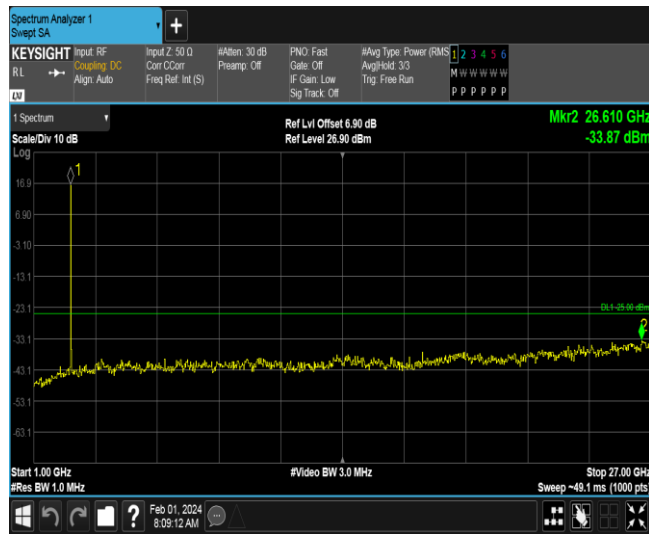 Spectrum Analyzer 1
Swept SA
+
KEYSIGHT
RL
LXI
Input: RF
Coupling: DC
Align: Auto
Input Z: 50 Ω
Corr CCorr
Freq Ref: Int (S)
#Atten: 30 dB
Preamp: Off
PNO: Fast
Gate: Off
IF Gain: Low
Sig Track: Off
#Avg Type: Power (RMS
Avg|Hold: 3/3
Trig: Free Run
1 2 3 4 5 6
M W W W W W
P P P P P P
1 Spectrum
Scale/Div 10 dB
Log
Ref Lvl Offset 6.90 dB
Ref Level 26.90 dBm
Mkr2 26.610 GHz
-33.87 dBm
1
16.9
6.90
-3.10
-13.1
-23.1
DL1 -25.00 dBm
2
-33.1
-43.1
-53.1
-63.1
Start 1.00 GHz
#Res BW 1.0 MHz
#Video BW 3.0 MHz
Stop 27.00 GHz
Sweep ~49.1 ms (1000 pts)
?
Feb 01, 2024
8:09:12 AM